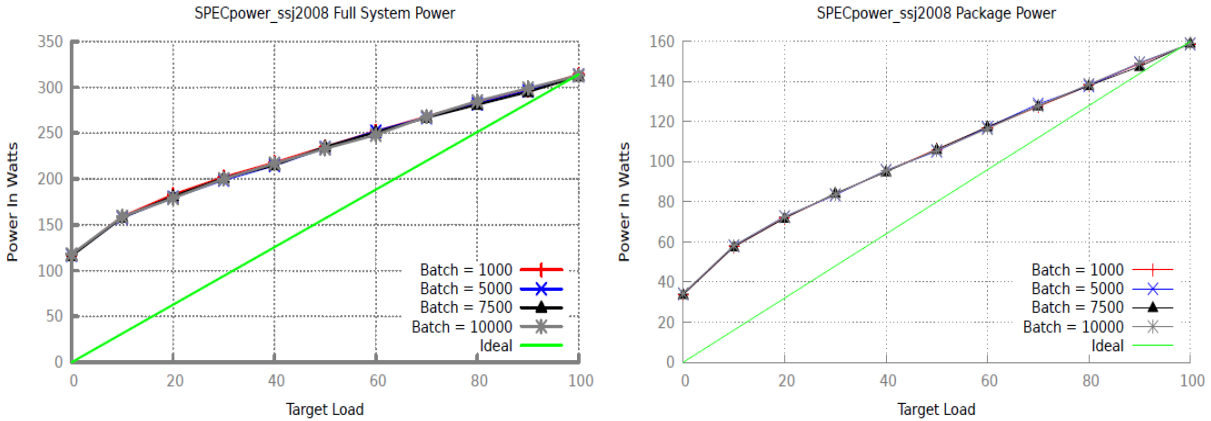 SPECpower_ssj2008 Full System Power
350
300
250
200
150
100
50
0
Power In Watts
0 20 40 60 80 100
Target Load
Batch = 1000
Batch = 5000
Batch = 7500
Batch = 10000
Ideal
SPECpower_ssj2008 Package Power
160
140
120
100
80
60
40
20
0
Power In Watts
0 20 40 60 80 100
Target Load
Batch = 1000
Batch = 5000
Batch = 7500
Batch = 10000
Ideal